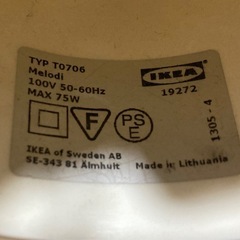 TYP T0706
Melodi
100V 50-60Hz
MAX 75W
IKEA
19272
F
PS
E
1305 - 4
IKEA of Sweden AB
SE-343 81 Älmhult
Made in Lithuania